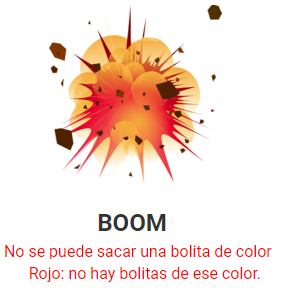 BOOM
No se puede sacar una bolita de color
Rojo: no hay bolitas de ese color.